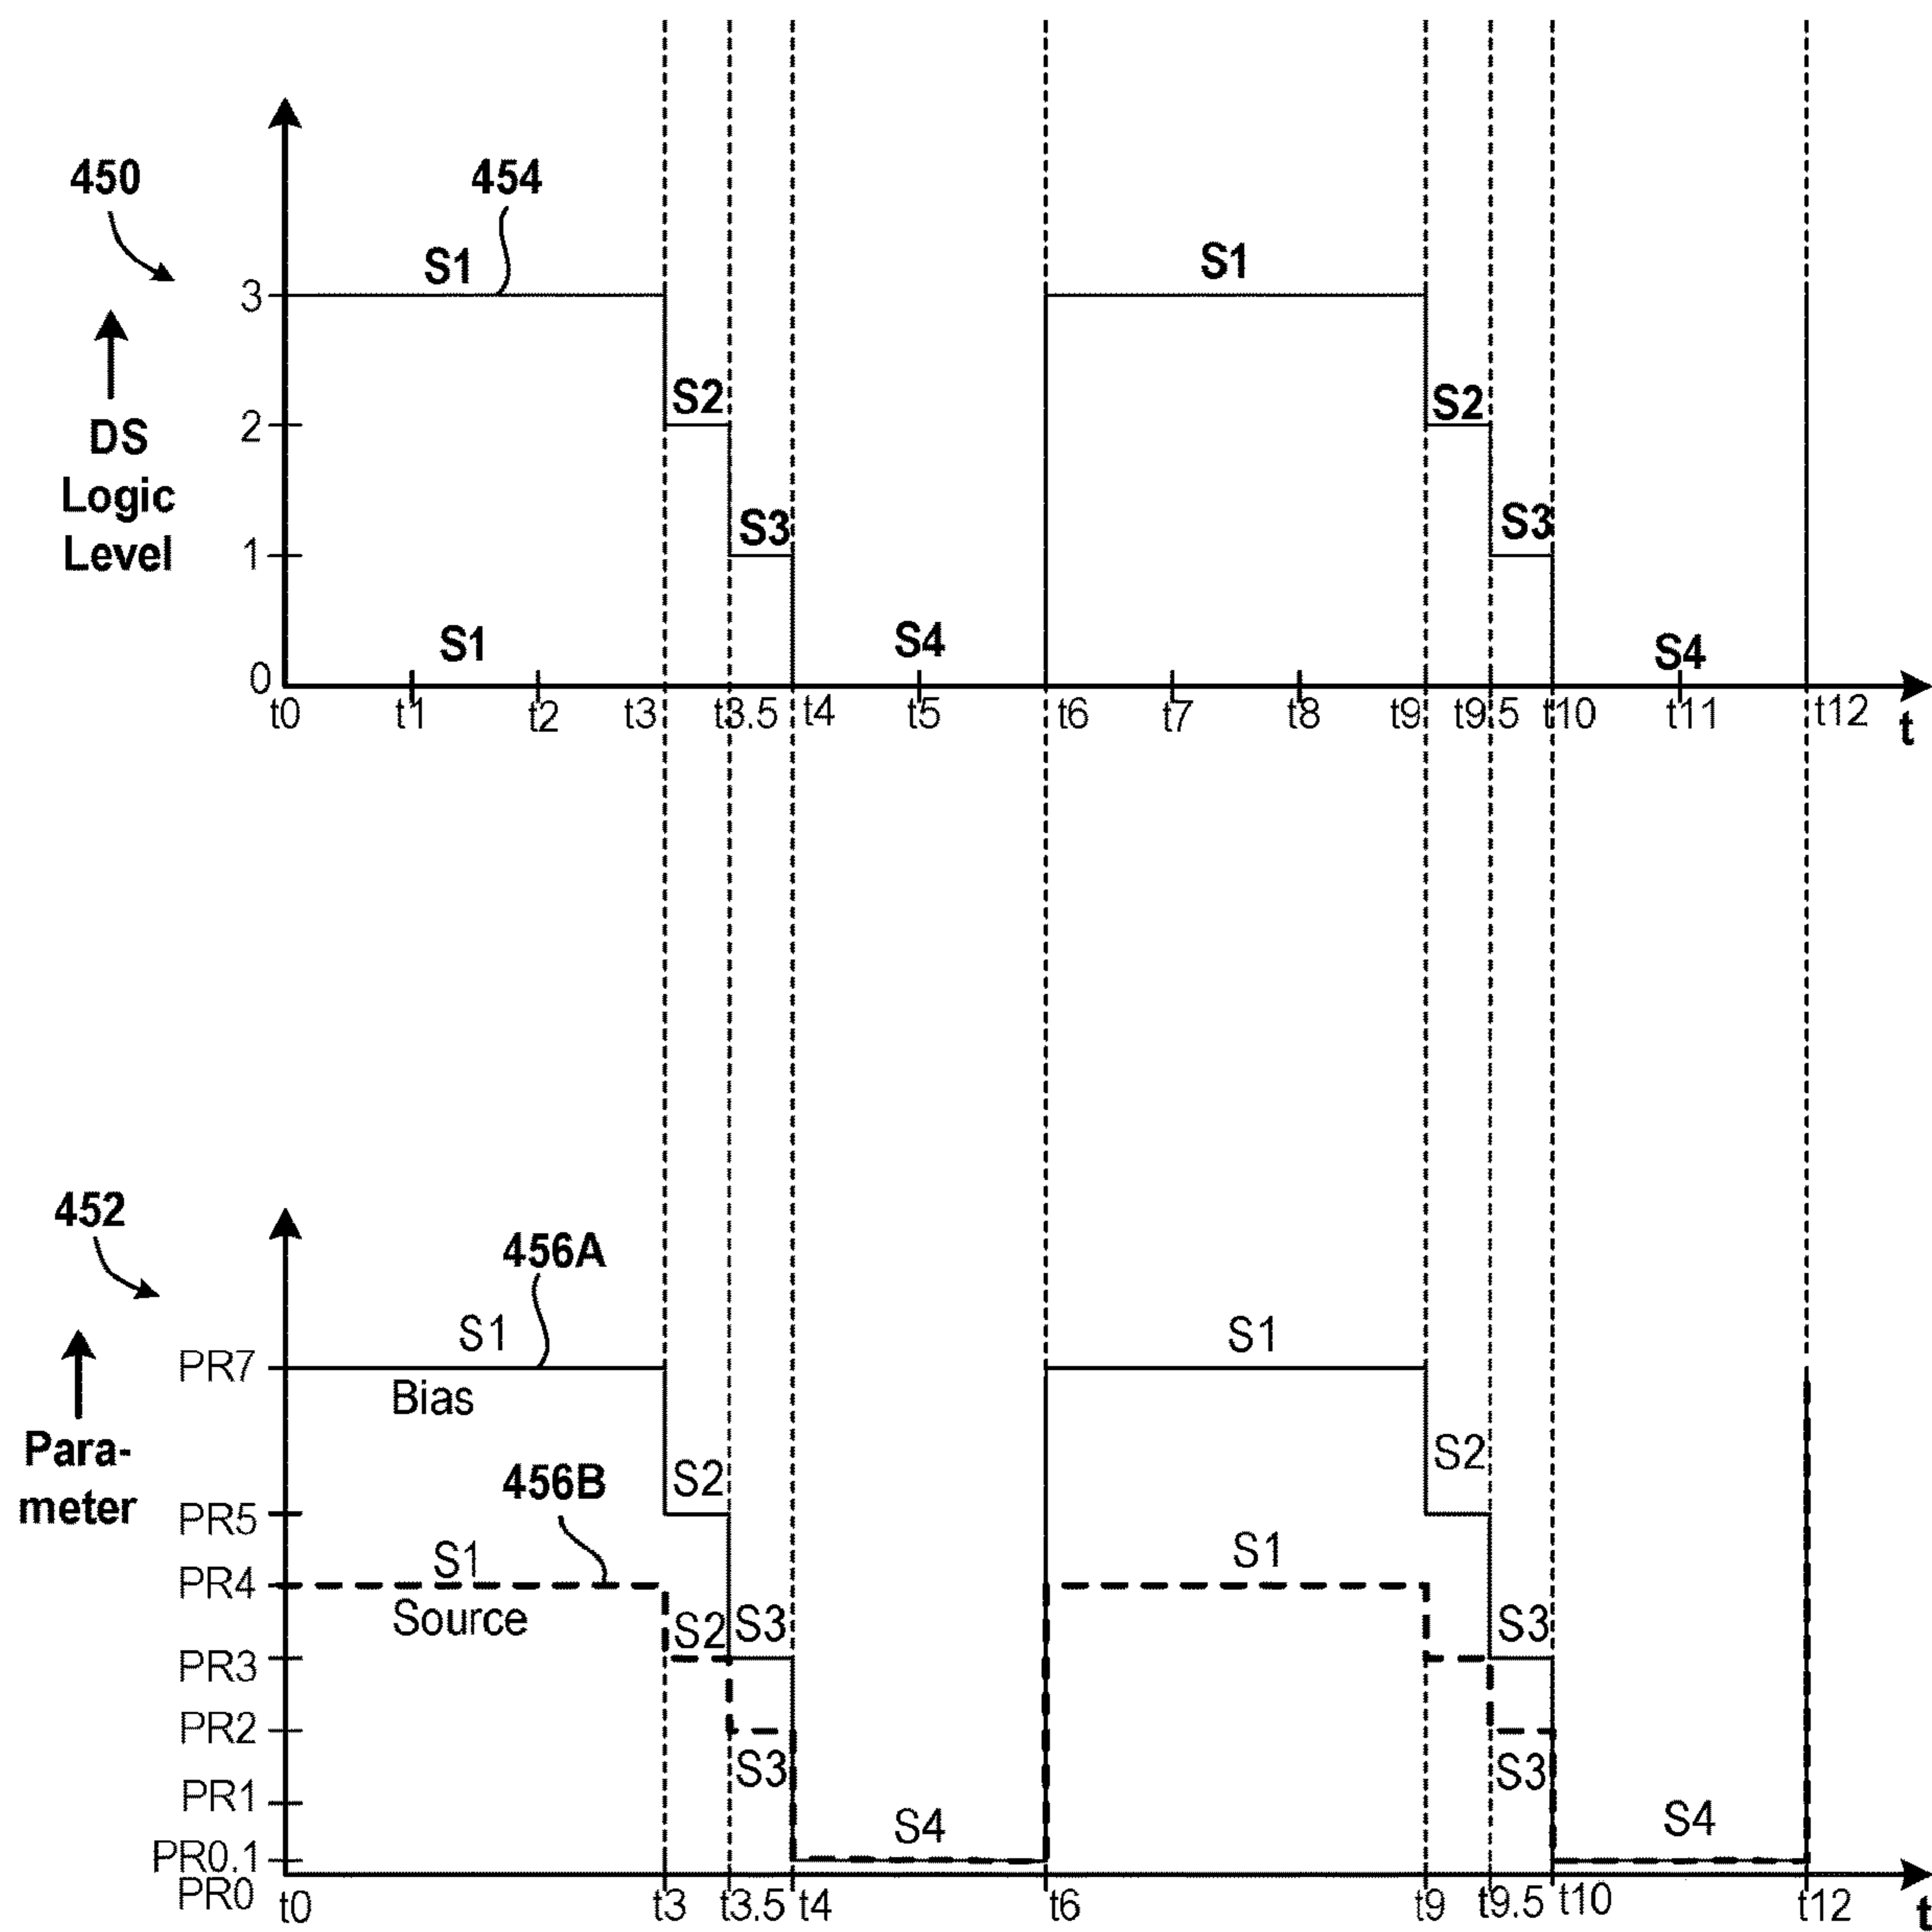 450
454
S1
S1
3
S2
S2
DS
Logic
Level
2
S3
S3
1
S1
S4
S4
0
t0
t1
t2
t3
t3.5
t4
t5
t6
t7
t8
t9
t9.5
t10
t11
t12
t
452
456A
S1
S1
PR7
Bias
Para-
meter
S2
S2
456B
PR5
S1
S1
PR4
Source
S2
S3
S3
PR3
PR2
S3
S3
PR1
S4
S4
PR0.1
PR0
t0
t3
t3.5
t4
t6
t9
t9.5
t10
t12
t